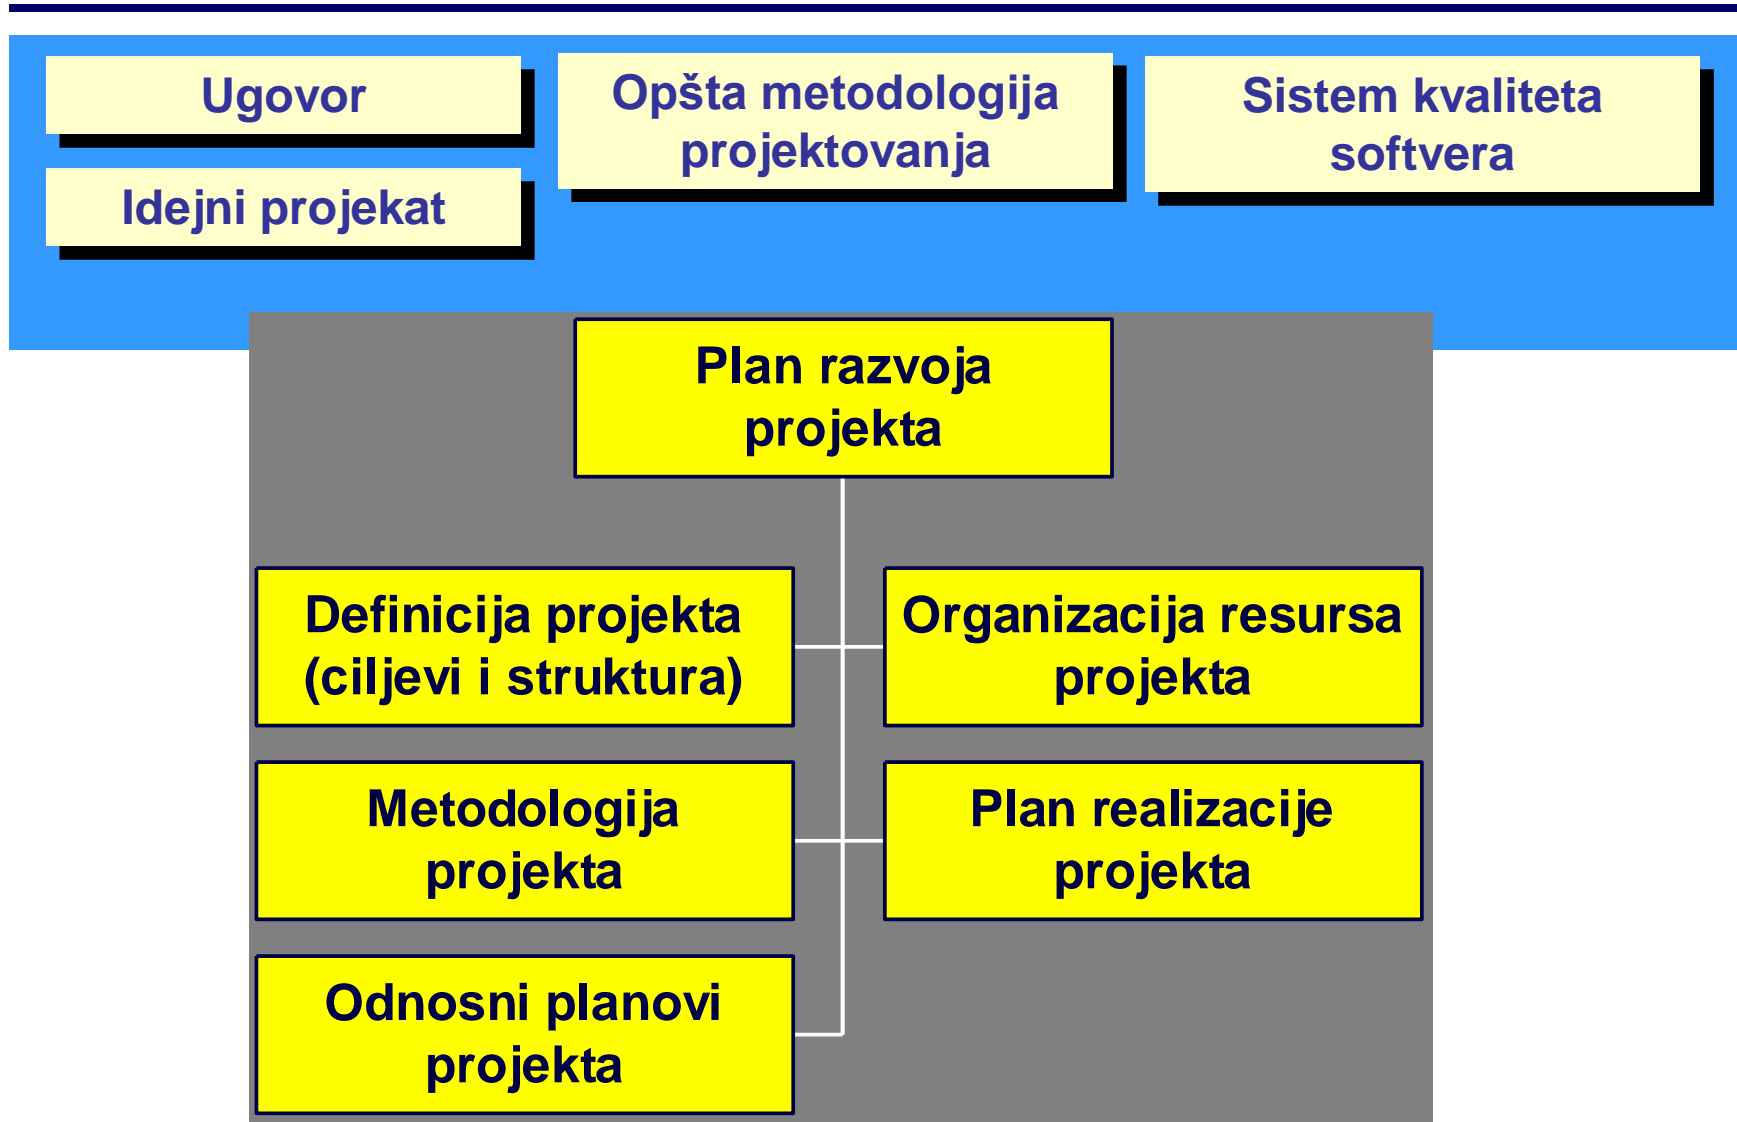 Ugovor
Idejni projekat
Opšta metodologija
projektovanja
Sistem kvaliteta
softvera
Plan razvoja
projekta
Definicija projekta
(ciljevi i struktura)
Organizacija resursa
projekta
Metodologija
projekta
Plan realizacije
projekta
Odnosni planovi
projekta